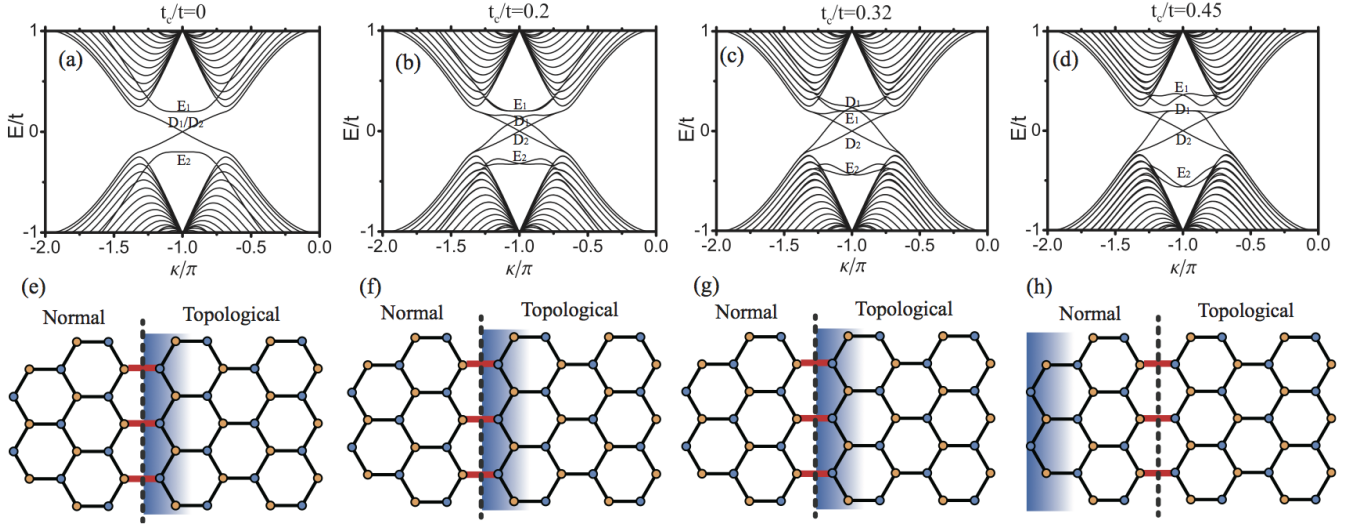 t_c/t=0 t_c/t=0.2 t_c/t=0.32 t_c/t=0.45
1 1 1 1
(a) (b) (c) (d)
E₁ E₁ D₁ E₁
E/t 0 D₁/D₂ E/t 0 D₁ E/t 0 E₁ E/t 0 D₁
E₂ D₂ D₂ D₂
E₂ E₂ E₂
-1 -1 -1 -1
-2.0 -1.5 -1.0 -0.5 0.0 -2.0 -1.5 -1.0 -0.5 0.0 -2.0 -1.5 -1.0 -0.5 0.0 -2.0 -1.5 -1.0 -0.5 0.0
κ/π κ/π κ/π κ/π
(e) (f) (g) (h)
Normal Topological Normal Topological Normal Topological Normal Topological